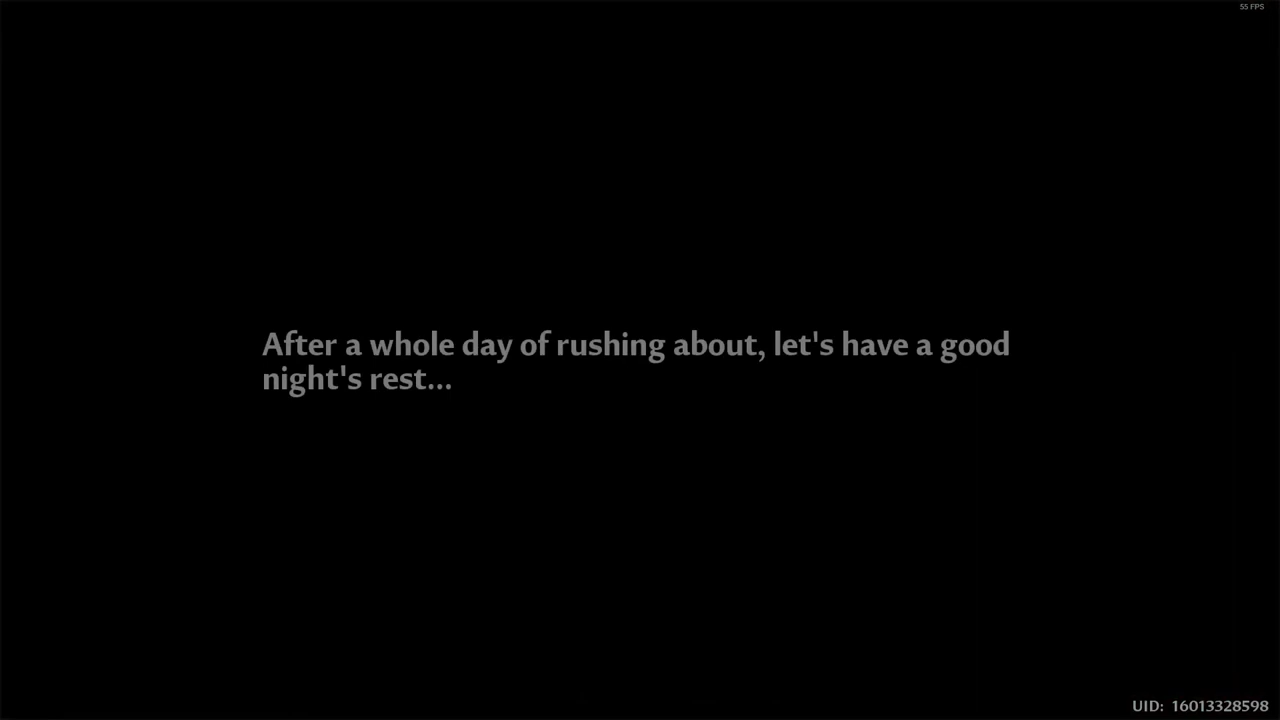 55 FPS
After a whole day of rushing about, let's have a good
night's rest...
UID: 16013328598